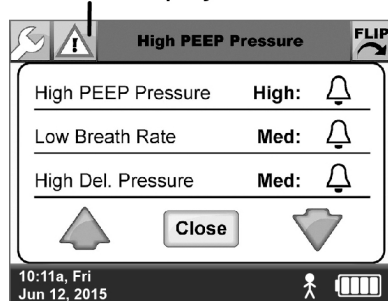 High PEEP Pressure FLIP
High PEEP Pressure High:
Low Breath Rate Med:
High Del. Pressure Med:
Close
10:11a, Fri
Jun 12, 2015